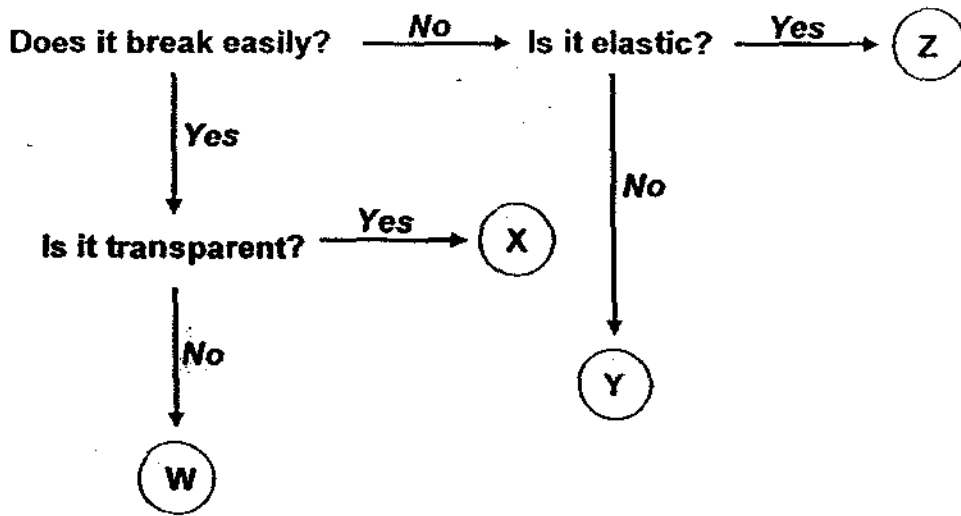 Does it break easily? No Is it elastic? Yes Z
Yes
No
Is it transparent? Yes X
No
Y
W